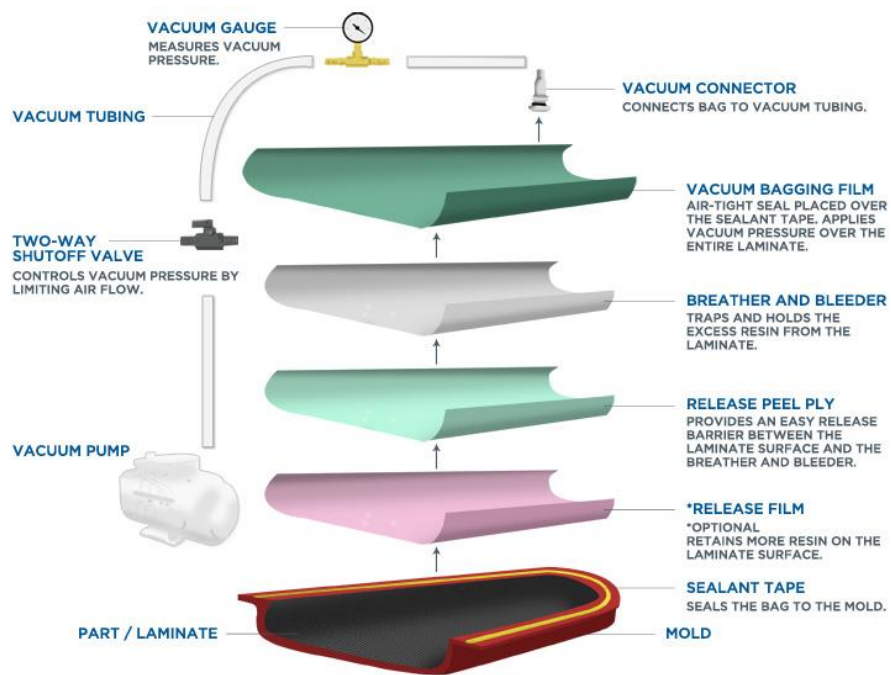 VACUUM GAUGE
MEASURES VACUUM
PRESSURE.
VACUUM CONNECTOR
CONNECTS BAG TO VACUUM TUBING.
VACUUM TUBING
VACUUM BAGGING FILM
AIR-TIGHT SEAL PLACED OVER
THE SEALANT TAPE. APPLIES
VACUUM PRESSURE OVER THE
ENTIRE LAMINATE.
TWO-WAY
SHUTOFF VALVE
CONTROLS VACUUM PRESSURE BY
LIMITING AIR FLOW.
BREATHER AND BLEEDER
TRAPS AND HOLDS THE
EXCESS RESIN FROM THE
LAMINATE.
RELEASE PEEL PLY
PROVIDES AN EASY RELEASE
BARRIER BETWEEN THE
LAMINATE SURFACE AND THE
BREATHER AND BLEEDER.
VACUUM PUMP
*RELEASE FILM
*OPTIONAL
RETAINS MORE RESIN ON THE
LAMINATE SURFACE.
SEALANT TAPE
SEALS THE BAG TO THE MOLD.
PART / LAMINATE
MOLD